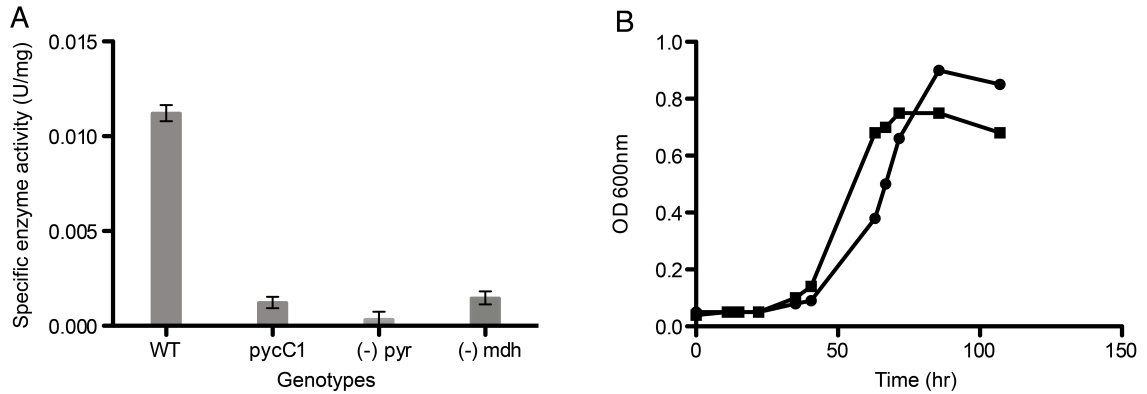 A
Specific enzyme activity (U/mg)
0.015
0.010
0.005
0.000
WT pycC1 (-) pyr (-) mdh
Genotypes
B
OD 600nm
1.0
0.8
0.6
0.4
0.2
0.0
0 50 100 150
Time (hr)